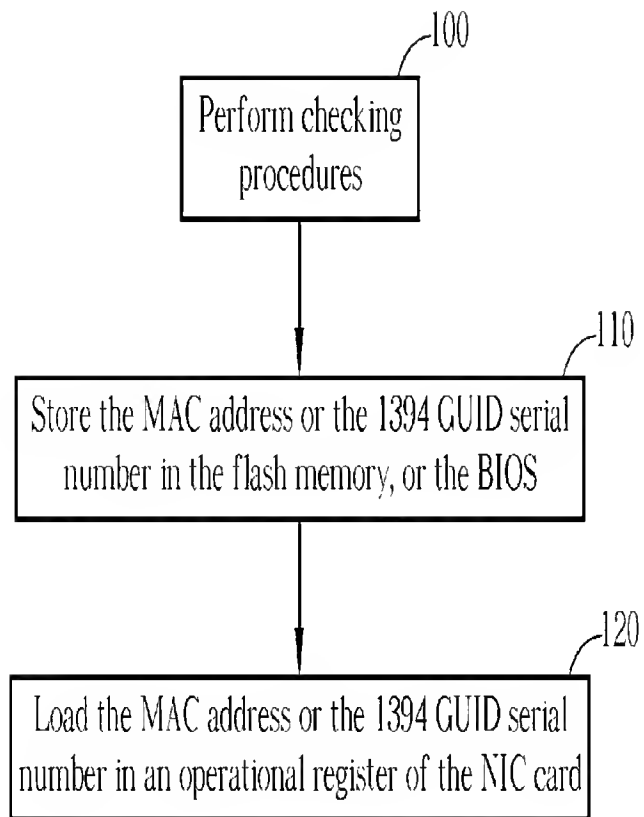 100
Perform checking
procedures
110
Store the MAC address or the 1394 GUID serial
number in the flash memory, or the BIOS
120
Load the MAC address or the 1394 GUID serial
number in an operational register of the NIC card